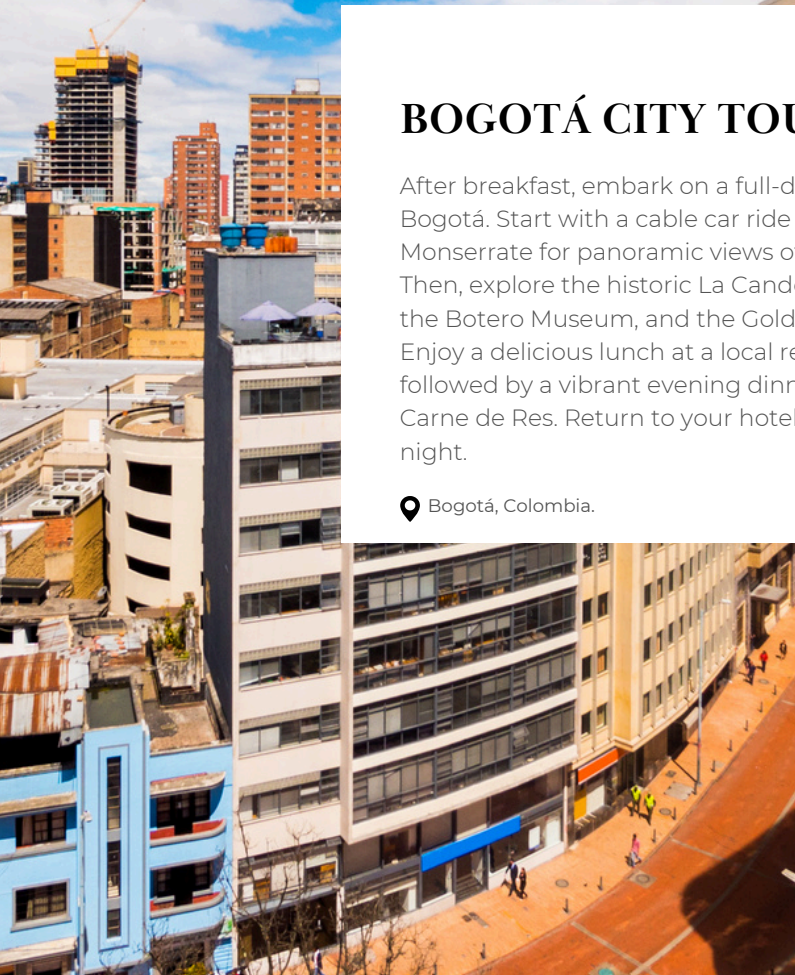 BOGOTÁ CITY TOU
After breakfast, embark on a full-d
Bogotá. Start with a cable car ride
Monserrate for panoramic views o
Then, explore the historic La Cand
the Botero Museum, and the Gold
Enjoy a delicious lunch at a local re
followed by a vibrant evening dinn
Carne de Res. Return to your hotel
night.
Bogotá, Colombia.